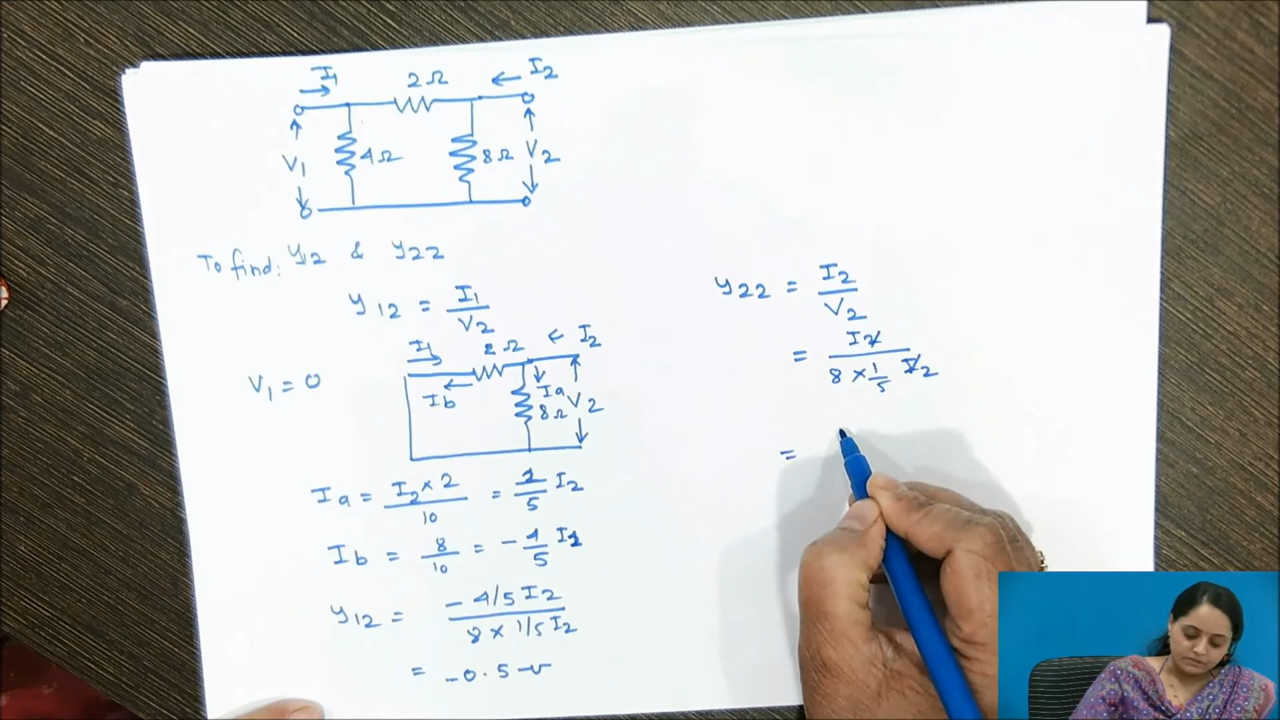 I1 2Ω I2
V1 4Ω 8Ω V2
To find: Y12 & Y22
Y12 = I1/V2
I1 2Ω I2
V1 = 0 Ib Ia 8Ω V2
Ia = I2 × 2/10 = 1/5 I2
Ib = 8/10 = - 4/5 I2
Y12 = - 4/5 I2/8 × 1/5 I2
= -0.5 ʊ
Y22 = I2/V2
= I2/8 × 1/5 I2
=